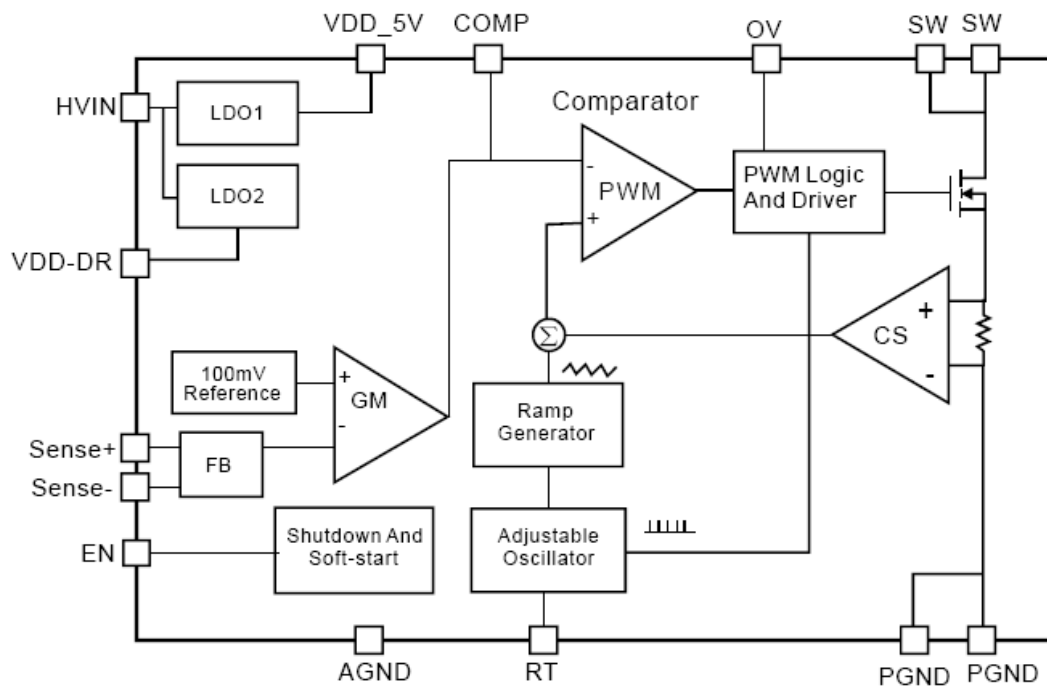 VDD_5V
COMP
OV
SW
SW
HVIN
LDO1
Comparator
LDO2
-
PWM
+
PWM Logic
And Driver
VDD-DR
Σ
+
CS
-
100mV
Reference
+
GM
-
Ramp
Generator
Sense+
FB
Sense-
EN
Shutdown And
Soft-start
Adjustable
Oscillator
AGND
RT
PGND
PGND